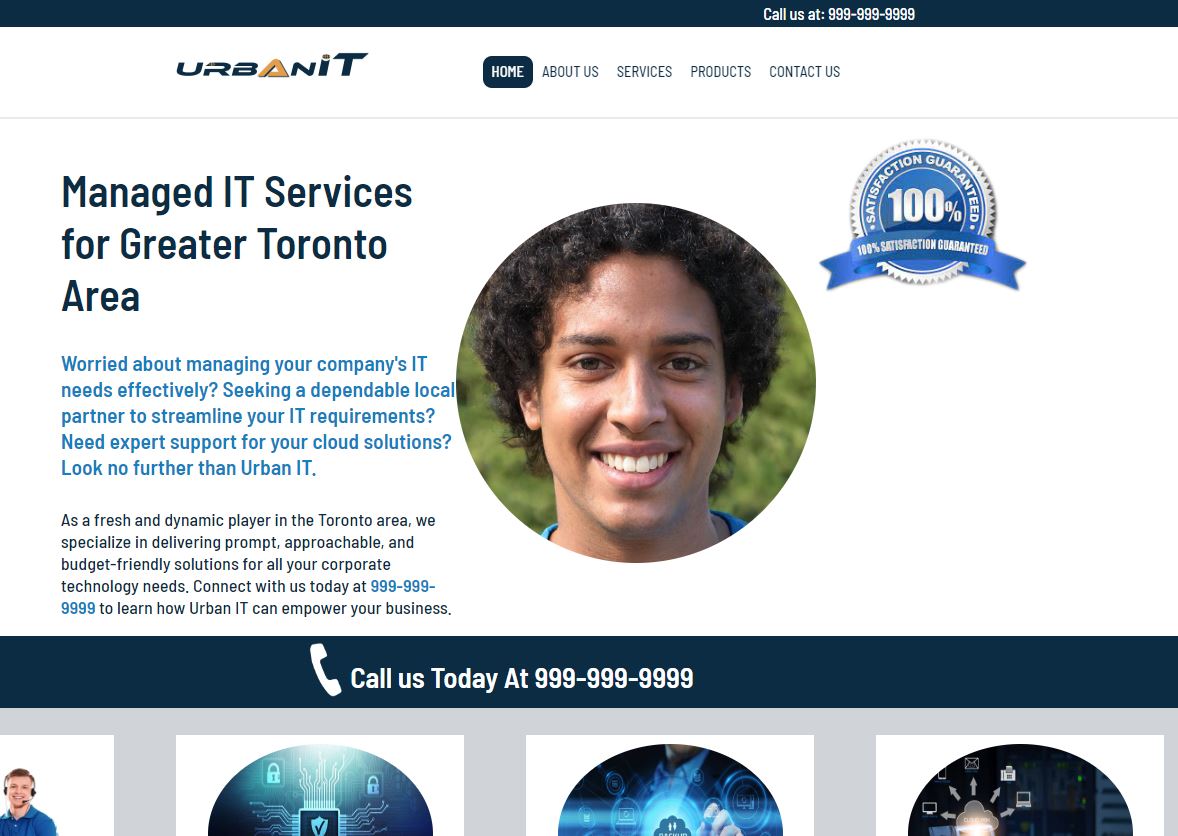 Call us at: 999-999-9999
URBANIT
HOME ABOUT US SERVICES PRODUCTS CONTACT US
SATISFACTION GUARANTEED
100%
100% SATISFACTION GUARANTEED
Managed IT Services
for Greater Toronto
Area
Worried about managing your company's IT
needs effectively? Seeking a dependable local
partner to streamline your IT requirements?
Need expert support for your cloud solutions?
Look no further than Urban IT.
As a fresh and dynamic player in the Toronto area, we
specialize in delivering prompt, approachable, and
budget-friendly solutions for all your corporate
technology needs. Connect with us today at 999-999-
9999 to learn how Urban IT can empower your business.
Call us Today At 999-999-9999
BACKUP